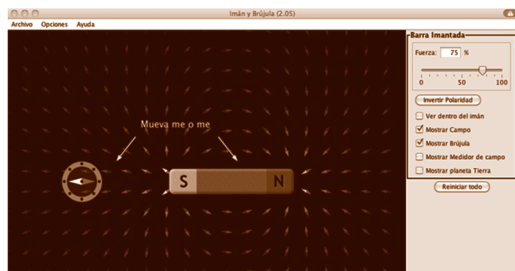 Imán y Brújula (2.05)
Archivo Opciones Ayuda
Barra Imantada
Fuerza: 75 %
0 50 100
Invertir Polaridad
Ver dentro del imán
Mostrar Campo
Mostrar Brújula
Mostrar Medidor de campo
Mostrar planeta Tierra
Reiniciar todo
Mueva me o me
S N